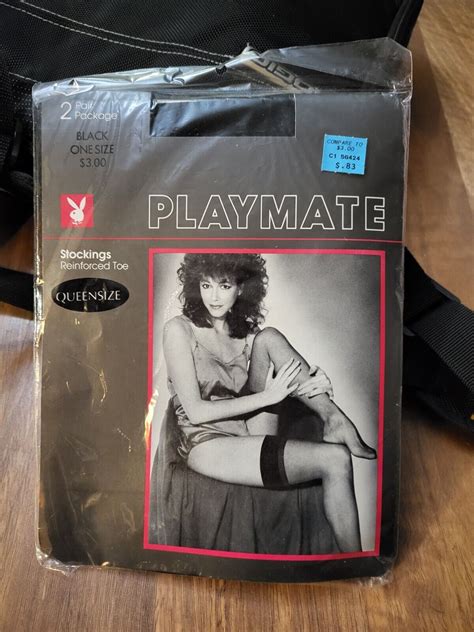 2 Pair
Package
BLACK
ONE SIZE
$3.00
COMPARE TO
$3.00
C1 56424
$.83
PLAYMATE
Stockings
Reinforced Toe
QUEENSIZE